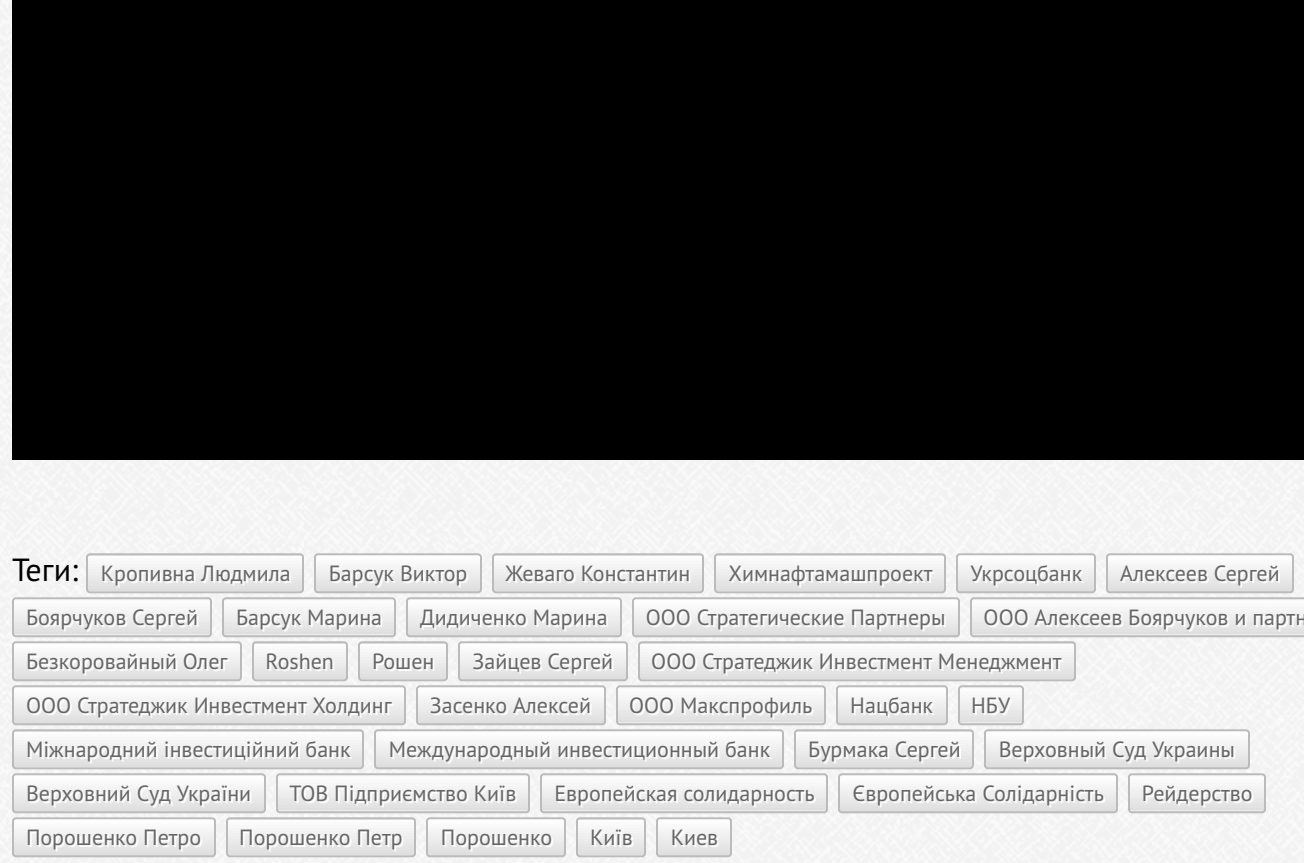 Теги: Кропивна Людмила Барсук Виктор Жеваго Константин Химнафтамашпроект Укрсоцбанк Алексеев Сергей
Боярчуков Сергей Барсук Марина Дидиченко Марина ООО Стратегические Партнеры ООО Алексеев Боярчуков и
Безкоровайный Олег Roshen Рошен Зайцев Сергей ООО Стратеджик Инвестмент Менеджмент
ООО Стратеджик Инвестмент Холдинг Засенко Алексей ООО Макспрофиль Нацбанк НБУ
Міжнародний інвестиційний банк Международный инвестиционный банк Бурмака Сергей Верховный Суд Украины
Верховний Суд України ТОВ Підприємство Київ Европейская солидарность Європейська Солідарність Рейдерство
Порошенко Петро Порошенко Петр Порошенко Київ Киев